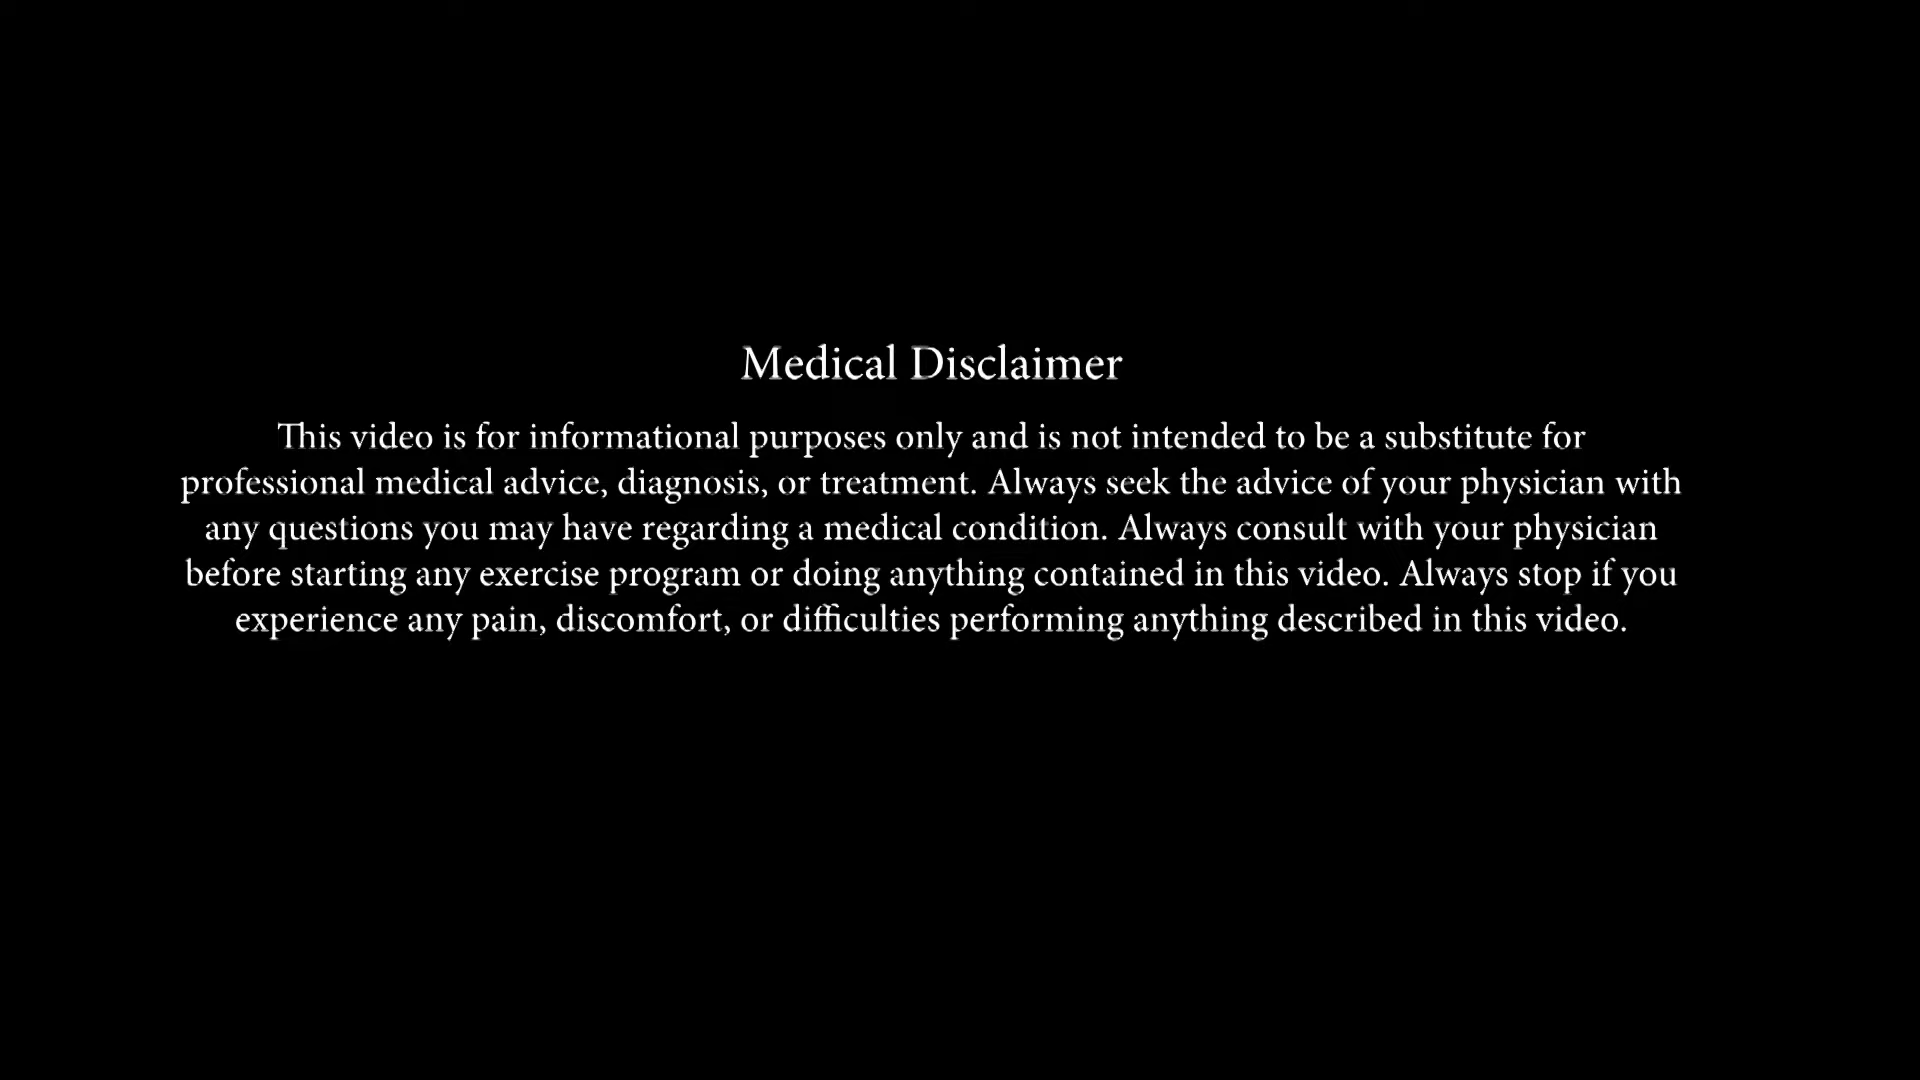 Medical Disclaimer
This video is for informational purposes only and is not intended to be a substitute for
professional medical advice, diagnosis, or treatment. Always seek the advice of your physician with
any questions you may have regarding a medical condition. Always consult with your physician
before starting any exercise program or doing anything contained in this video. Always stop if you
experience any pain, discomfort, or difficulties performing anything described in this video.